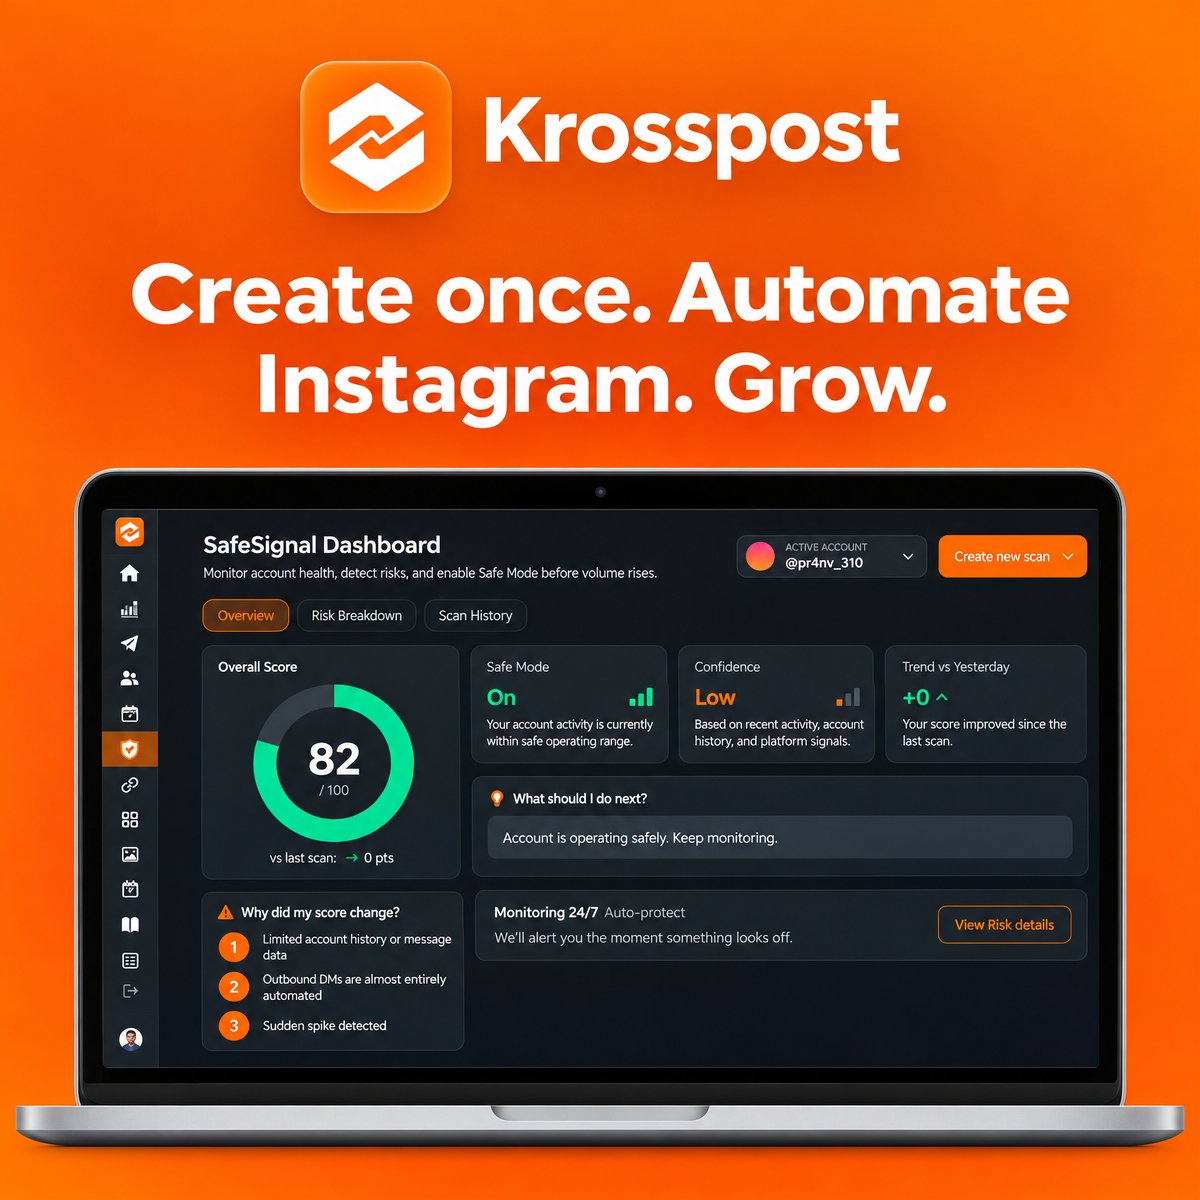 Krosspost
Create once. Automate
Instagram. Grow.
SafeSignal Dashboard
Monitor account health, detect risks, and enable Safe Mode before volume rises.
ACTIVE ACCOUNT
@pr4nv_310
Create new scan
Overview
Risk Breakdown
Scan History
Overall Score
82
/ 100
vs last scan: → 0 pts
Safe Mode
On
Your account activity is currently
within safe operating range.
Confidence
Low
Based on recent activity, account
history, and platform signals.
Trend vs Yesterday
+0
Your score improved since the
last scan.
What should I do next?
Account is operating safely. Keep monitoring.
Why did my score change?
1 Limited account history or message
data
2 Outbound DMs are almost entirely
automated
3 Sudden spike detected
Monitoring 24/7 Auto-protect
We'll alert you the moment something looks off.
View Risk details